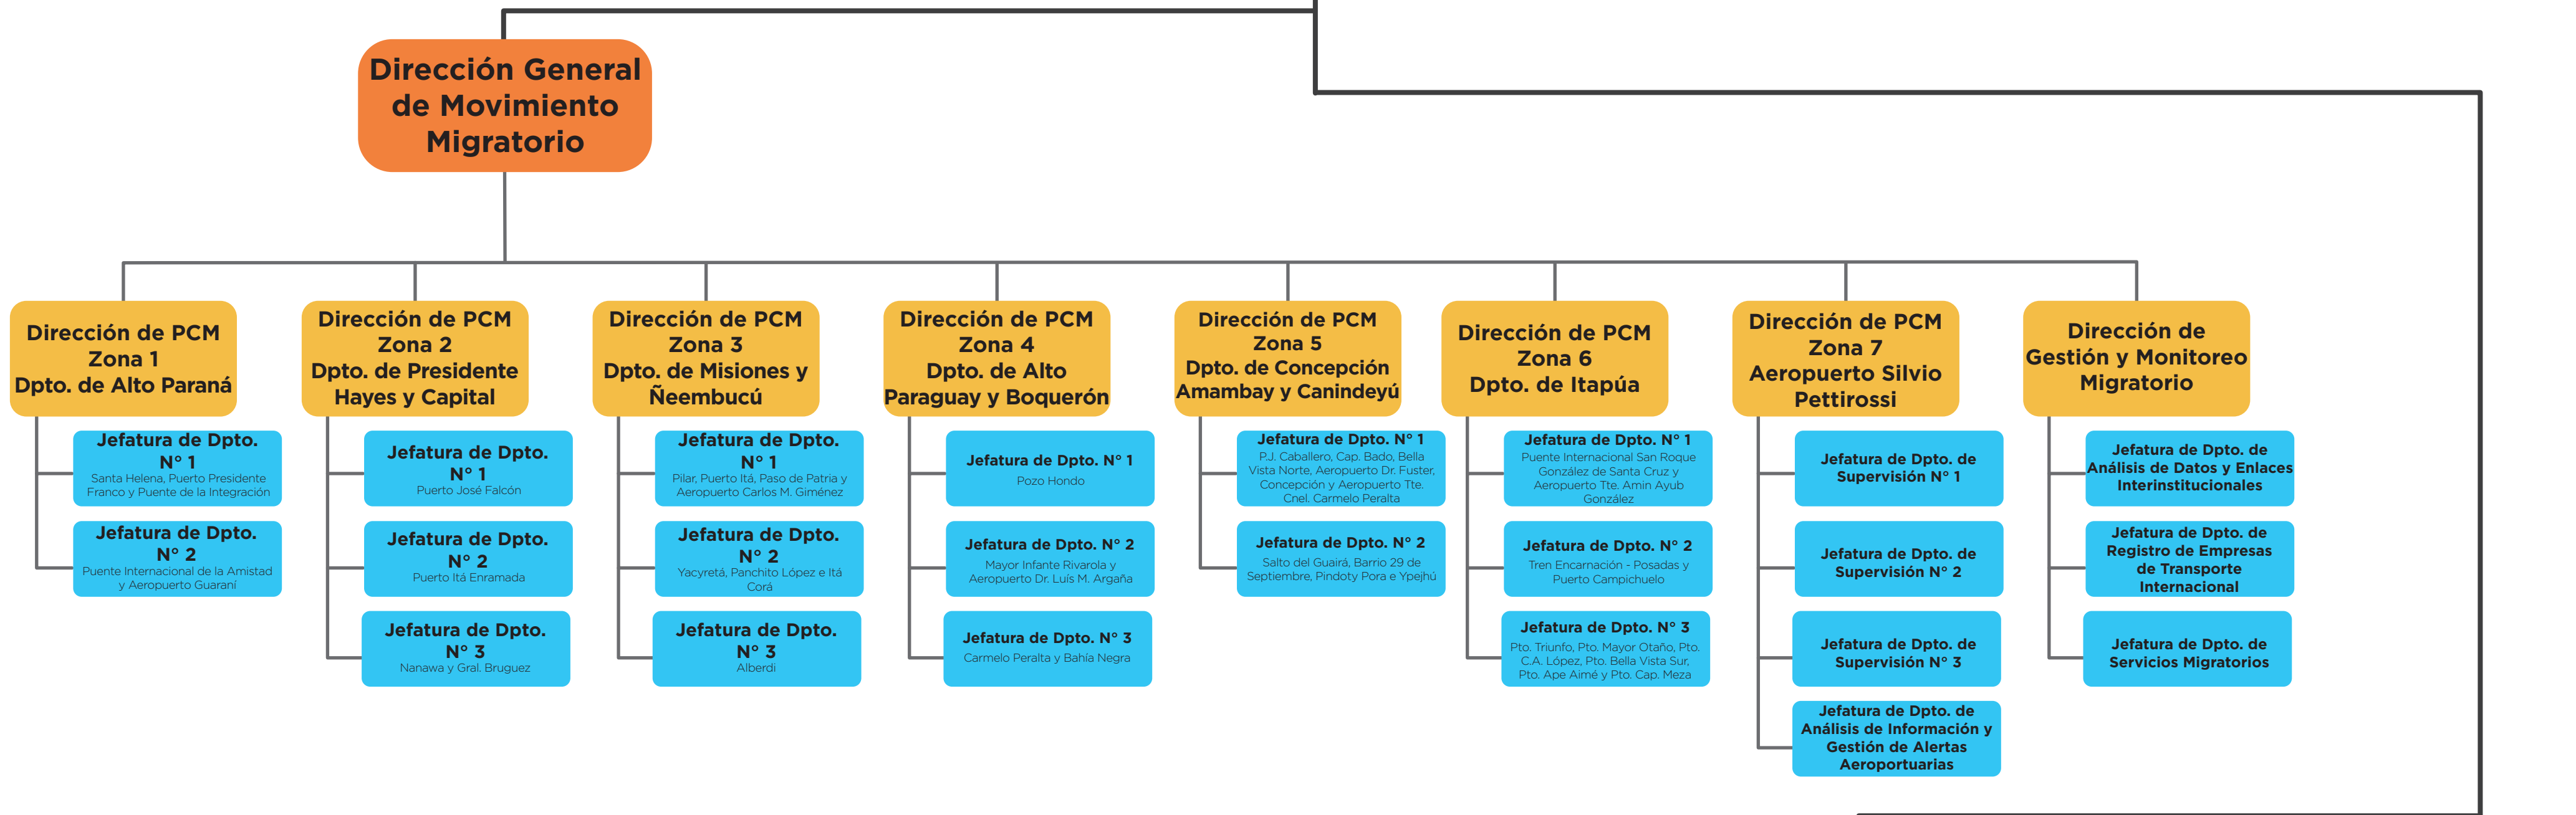 Dirección General
de Movimiento
Migratorio
Dirección de PCM
Zona 1
Dpto. de Alto Paraná
Jefatura de Dpto.
N° 1
Santa Helena, Puerto Presidente
Franco y Puente de la Integración
Jefatura de Dpto.
N° 2
Puente Internacional de la Amistad
y Aeropuerto Guaraní
Dirección de PCM
Zona 2
Dpto. de Presidente
Hayes y Capital
Jefatura de Dpto.
N° 1
Puerto José Falcón
Jefatura de Dpto.
N° 2
Puerto Itá Enramada
Jefatura de Dpto.
N° 3
Nanawa y Gral. Bruguez
Dirección de PCM
Zona 3
Dpto. de Misiones y
Ñeembucú
Jefatura de Dpto.
N° 1
Pilar, Puerto Itá, Paso de Patria y
Aeropuerto Carlos M. Giménez
Jefatura de Dpto.
N° 2
Yacyretá, Panchito López e Itá
Corá
Jefatura de Dpto.
N° 3
Alberdi
Dirección de PCM
Zona 4
Dpto. de Alto
Paraguay y Boquerón
Jefatura de Dpto. N° 1
Pozo Hondo
Jefatura de Dpto. N° 2
Mayor Infante Rivarola y
Aeropuerto Dr. Luís M. Argaña
Jefatura de Dpto. N° 3
Carmelo Peralta y Bahía Negra
Dirección de PCM
Zona 5
Dpto. de Concepción
Amambay y Canindeyú
Jefatura de Dpto. N° 1
P.J. Caballero, Cap. Bado, Bella
Vista Norte, Aeropuerto Dr. Fuster,
Concepción y Aeropuerto Tte.
Cnel. Carmelo Peralta
Jefatura de Dpto. N° 2
Salto del Guairá, Barrio 29 de
Septiembre, Pindoty Pora e Ypejhú
Dirección de PCM
Zona 6
Dpto. de Itapúa
Jefatura de Dpto. N° 1
Puente Internacional San Roque
González de Santa Cruz y
Aeropuerto Tte. Amin Ayub
González
Jefatura de Dpto. N° 2
Tren Encarnación - Posadas y
Puerto Campichuelo
Jefatura de Dpto. N° 3
Pto. Triunfo, Pto. Mayor Otaño, Pto.
C.A. López, Pto. Bella Vista Sur,
Pto. Ape Aimé y Pto. Cap. Meza
Dirección de PCM
Zona 7
Aeropuerto Silvio
Pettirossi
Jefatura de Dpto. de
Supervisión N° 1
Jefatura de Dpto. de
Supervisión N° 2
Jefatura de Dpto. de
Supervisión N° 3
Jefatura de Dpto. de
Análisis de Información y
Gestión de Alertas
Aeroportuarias
Dirección de
Gestión y Monitoreo
Migratorio
Jefatura de Dpto. de
Análisis de Datos y Enlaces
Interinstitucionales
Jefatura de Dpto. de
Registro de Empresas
de Transporte
Internacional
Jefatura de Dpto. de
Servicios Migratorios